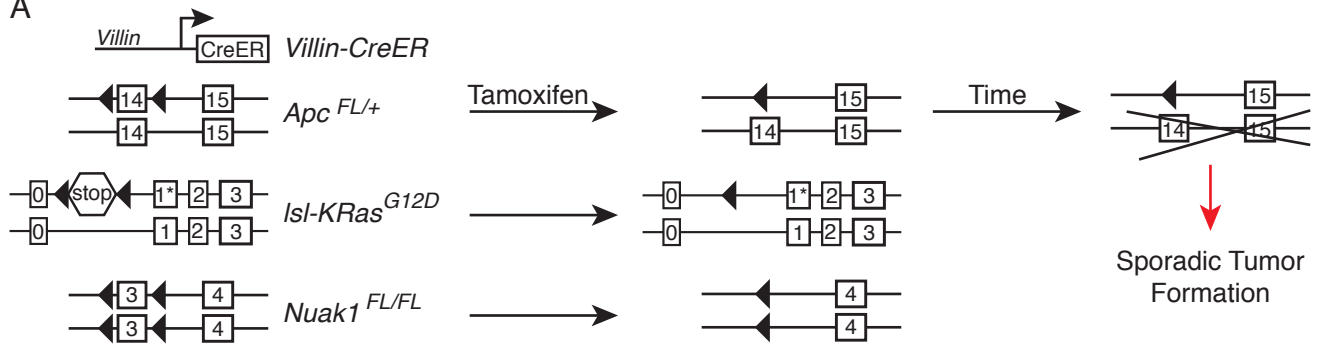 A
Villin
CreER
Villin-CreER
14 15
14 15
Apc FL/+
Tamoxifen
15
14 15
Time
15
14 15
0 stop 1* 2 3
0 1 2 3
lsl-KRas G12D
0 1* 2 3
0 1 2 3
Sporadic Tumor
Formation
3 4
3 4
Nuak1 FL/FL
4
4